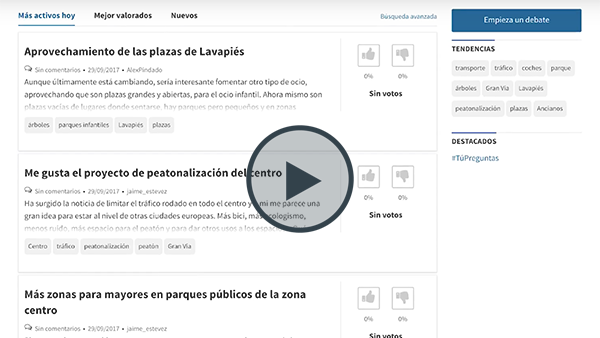 Más activos hoy Mejor valorados Nuevos Búsqueda avanzada
Aprovechamiento de las plazas de Lavapiés
Sin comentarios • 29/09/2017 • AlexPindado
Aunque últimamente está cambiando, sería interesante fomentar otro tipo de ocio,
aprovechando que son plazas grandes y abiertas, para el ocio infantil. Ahora mismo son
plazas vacías de lugares donde sentarse, hay parques pero pequeños y en zonas
árboles parques infantiles Lavapiés plazas
0% 0%
Sin votos
Me gusta el proyecto de peatonalización del centro
Sin comentarios • 29/09/2017 • jaime_estevez
Ha surgido la noticia de limitar el tráfico rodado en todo el centro y a mi me parece una
gran idea para estar al nivel de otras ciudades europeas. Más bici, más ecologismo,
menos ruido, más espacio para el peatón y para dar otros usos a los
Centro tráfico peatonalización peatón Gran Vía
0% 0%
Sin votos
Más zonas para mayores en parques públicos de la zona
centro
Sin comentarios • 29/09/2017 • jaime_estevez
0% 0%
Sin votos
Empieza un debate
TENDENCIAS
transporte tráfico coches parque
árboles Gran Vía Lavapiés
peatonalización plazas Ancianos
DESTACADOS
#TúPreguntas